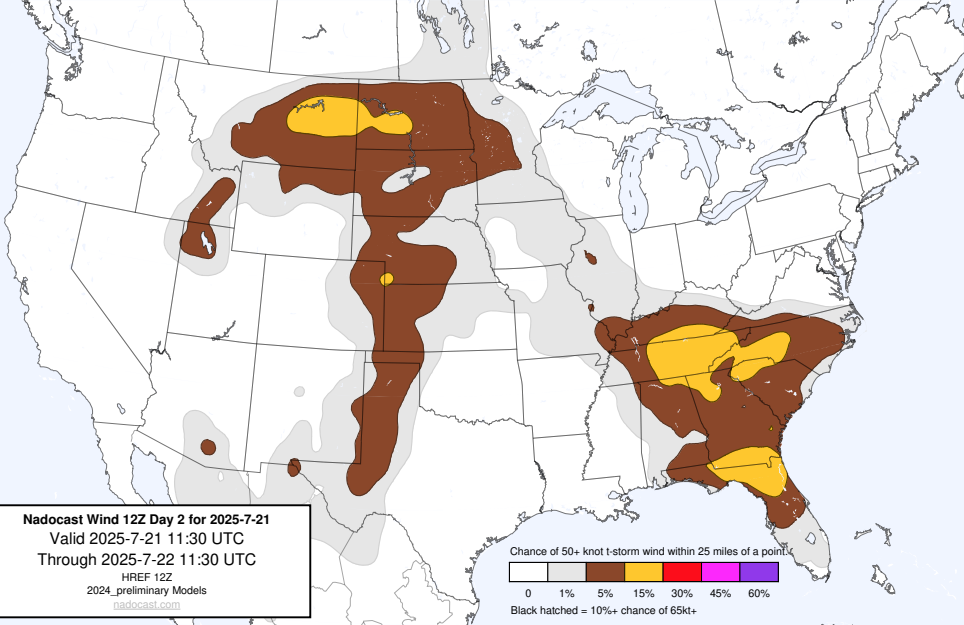 Nadocast Wind 12Z Day 2 for 2025-7-21
Valid 2025-7-21 11:30 UTC
Through 2025-7-22 11:30 UTC
HREF 12Z
2024_preliminary Models
nadocast.com
Chance of 50+ knot t-storm wind within 25 miles of a point.
0 1% 5% 15% 30% 45% 60%
Black hatched = 10%+ chance of 65kt+